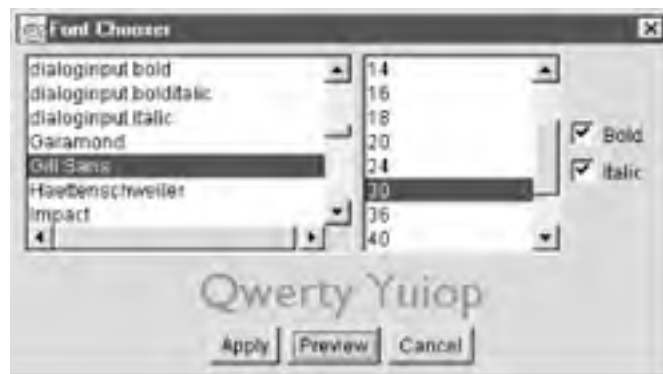 Font Chooser
dialoginput.bold
dialoginput.bolditalic
dialoginput.italic
Garamond
Gill Sans
Haettenschweiler
Impact
14
16
18
20
24
30
36
40
Bold
Italic
Qwerty Yuiop
Apply
Preview
Cancel